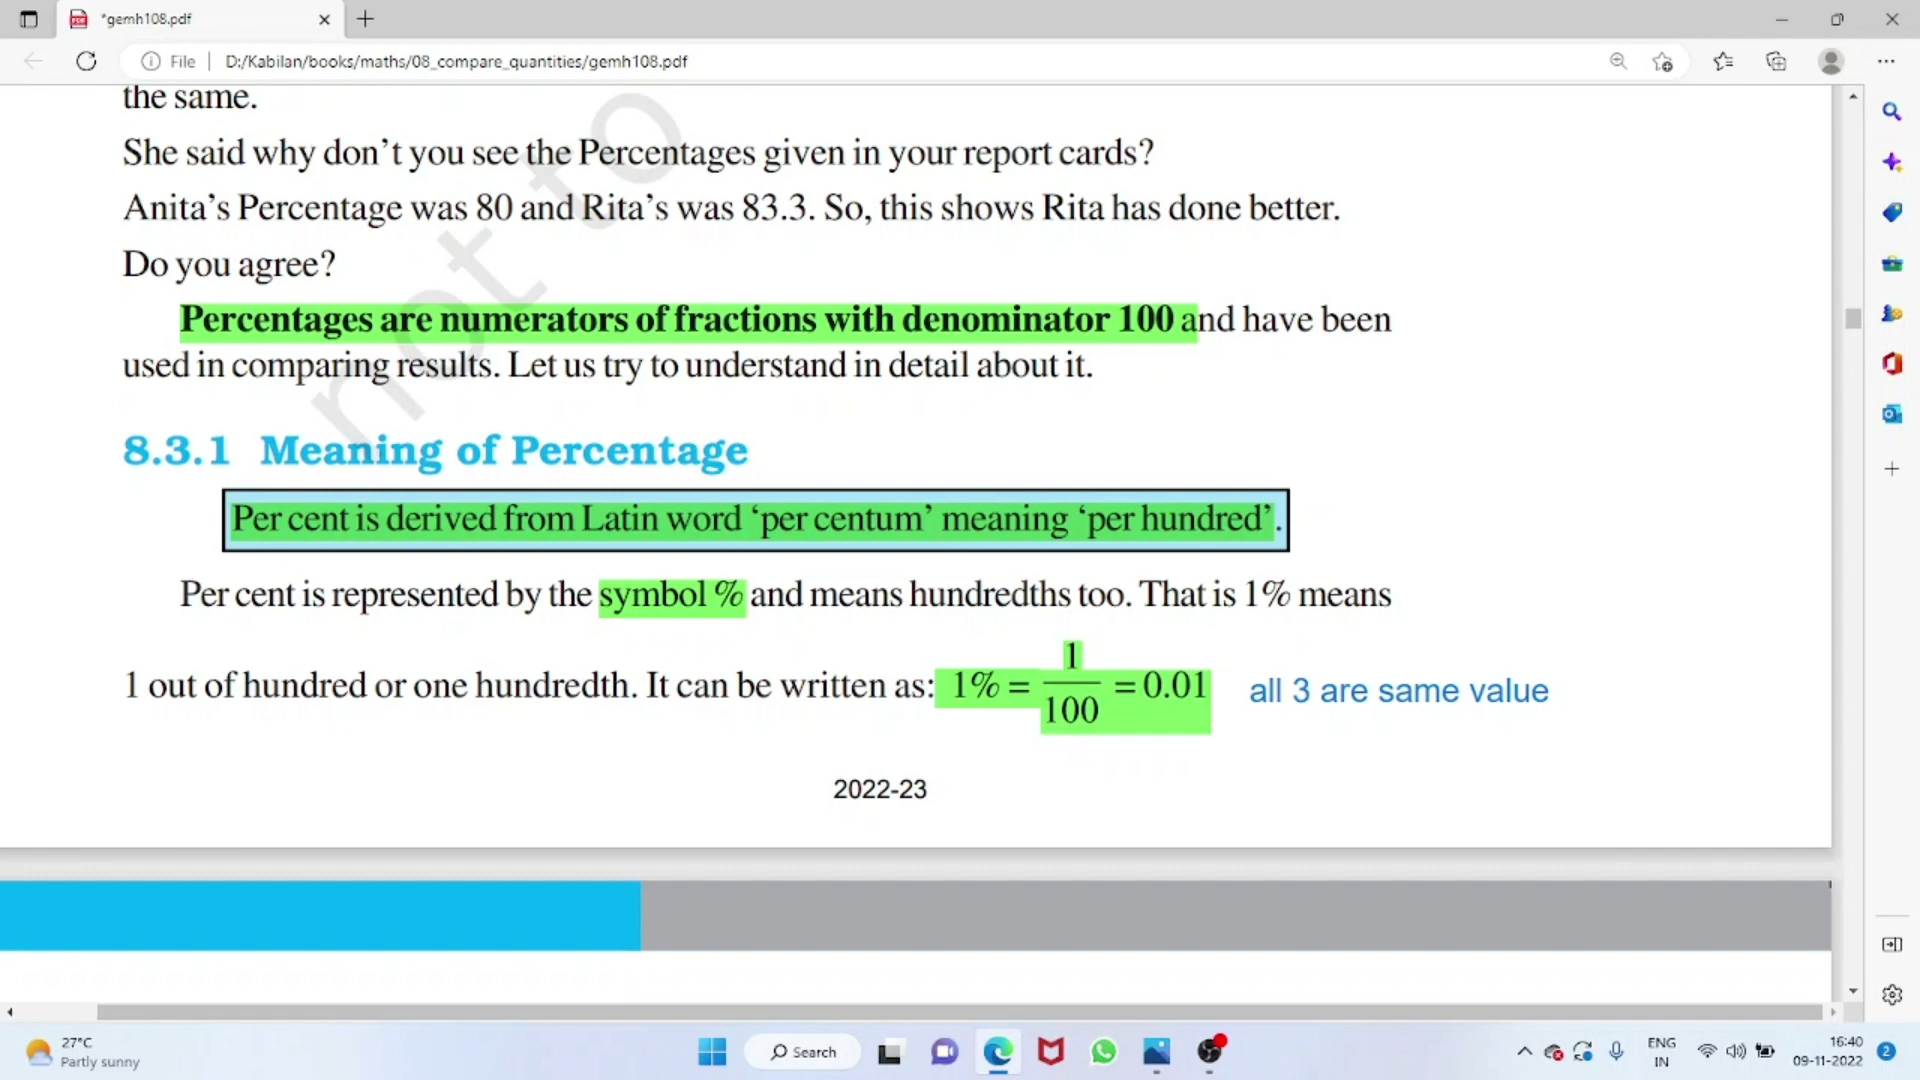 *gemh108.pdf
File | D:/Kabilan/books/maths/08_compare_quantities/gemh108.pdf
the same.
She said why don’t you see the Percentages given in your report cards?
Anita’s Percentage was 80 and Rita’s was 83.3. So, this shows Rita has done better.
Do you agree?
Percentages are numerators of fractions with denominator 100 and have been
used in comparing results. Let us try to understand in detail about it.
8.3.1 Meaning of Percentage
Per cent is derived from Latin word ‘per centum’ meaning ‘per hundred’.
Per cent is represented by the symbol % and means hundredths too. That is 1% means
1 out of hundred or one hundredth. It can be written as: 1% = 1/100 = 0.01 all 3 are same value
2022-23
not to
27°C
Partly sunny
Search
ENG
IN
16:40
09-11-2022
2